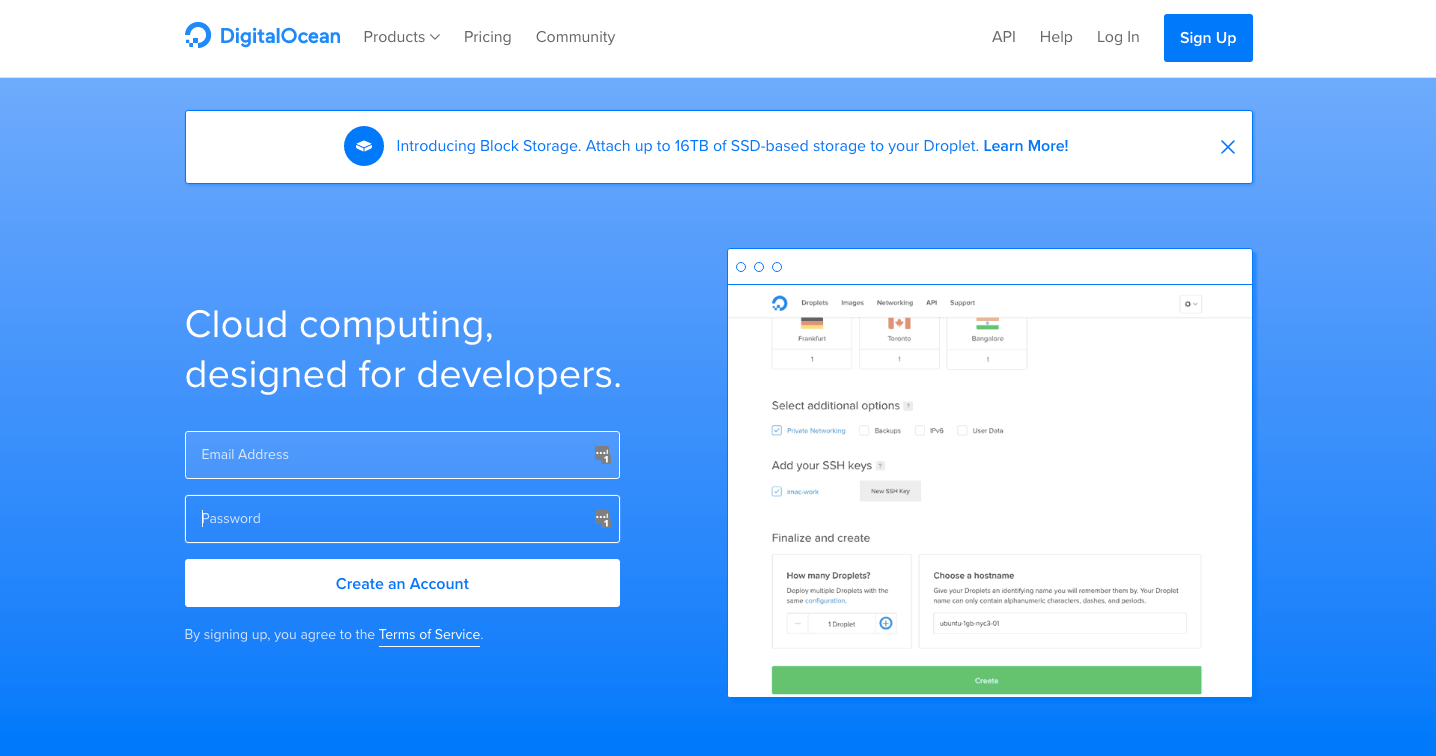 DigitalOcean Products Pricing Community API Help Log In Sign Up
Introducing Block Storage. Attach up to 16TB of SSD-based storage to your Droplet. Learn More!
Cloud computing,
designed for developers.
Email Address
Password
Create an Account
By signing up, you agree to the Terms of Service.
Droplets Images Networking API Support
Frankfurt Toronto Bangalore
1 1 1
Select additional options ?
Private Networking Backups IPv6 User Data
Add your SSH keys ?
imac-work New SSH Key
Finalize and create
How many Droplets?
Deploy multiple Droplets with the
same configuration.
1 Droplet
Choose a hostname
Give your Droplets an identifying name you will remember them by. Your Droplet
name can only contain alphanumeric characters, dashes, and periods.
ubuntu-1gb-nyc3-01
Create